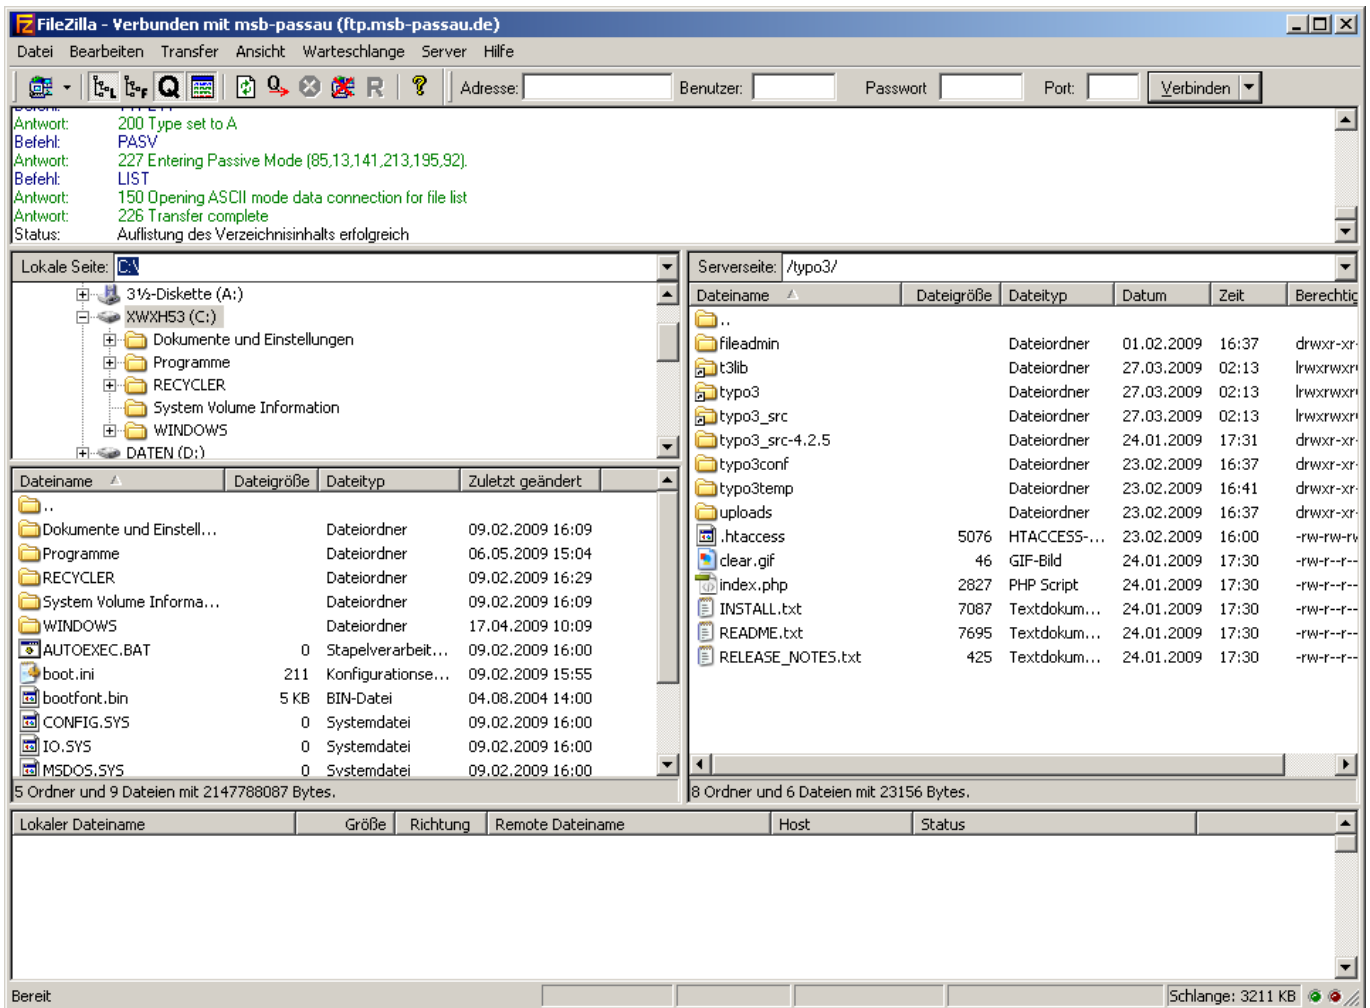 FileZilla - Verbunden mit msb-passau (ftp.msb-passau.de)
Datei Bearbeiten Transfer Ansicht Warteschlange Server Hilfe
Adresse: Benutzer: Passwort Port: Verbinden
Antwort: 200 Type set to A
Befehl: PASV
Antwort: 227 Entering Passive Mode (85,13,141,213,195,92).
Befehl: LIST
Antwort: 150 Opening ASCII mode data connection for file list
Antwort: 226 Transfer complete
Status: Auflistung des Verzeichnisinhalts erfolgreich
Lokale Seite: C:\
3½-Diskette (A:)
XWXH53 (C:)
Dokumente und Einstellungen
Programme
RECYCLER
System Volume Information
WINDOWS
DATEN (D:)
Dateiname Dateigröße Dateityp Zuletzt geändert
..
Dokumente und Einstell... Dateiordner 09.02.2009 16:09
Programme Dateiordner 06.05.2009 15:04
RECYCLER Dateiordner 09.02.2009 16:29
System Volume Informa... Dateiordner 09.02.2009 16:09
WINDOWS Dateiordner 17.04.2009 10:09
AUTOEXEC.BAT 0 Stapelverarbeit... 09.02.2009 16:00
boot.ini 211 Konfigurationse... 09.02.2009 15:55
bootfont.bin 5 KB BIN-Datei 04.08.2004 14:00
CONFIG.SYS 0 Systemdatei 09.02.2009 16:00
IO.SYS 0 Systemdatei 09.02.2009 16:00
MSDOS.SYS 0 Systemdatei 09.02.2009 16:00
5 Ordner und 9 Dateien mit 2147788087 Bytes.
Serverseite: /typo3/
Dateiname Dateigröße Dateityp Datum Zeit Berechtig
..
fileadmin Dateiordner 01.02.2009 16:37 drwxr-xr-
t3lib Dateiordner 27.03.2009 02:13 lrwxrwxr
typo3 Dateiordner 27.03.2009 02:13 lrwxrwxr
typo3_src Dateiordner 27.03.2009 02:13 lrwxrwxr
typo3_src-4.2.5 Dateiordner 24.01.2009 17:31 drwxr-xr-
typo3conf Dateiordner 23.02.2009 16:37 drwxr-xr-
typo3temp Dateiordner 23.02.2009 16:41 drwxr-xr-
uploads Dateiordner 23.02.2009 16:37 drwxr-xr-
.htaccess 5076 HTACCESS-... 23.02.2009 16:00 -rw-rw-rw
clear.gif 46 GIF-Bild 24.01.2009 17:30 -rw-r--r--
index.php 2827 PHP Script 24.01.2009 17:30 -rw-r--r--
INSTALL.txt 7087 Textdokum... 24.01.2009 17:30 -rw-r--r--
README.txt 7695 Textdokum... 24.01.2009 17:30 -rw-r--r--
RELEASE_NOTES.txt 425 Textdokum... 24.01.2009 17:30 -rw-r--r--
8 Ordner und 6 Dateien mit 23156 Bytes.
Lokaler Dateiname Größe Richtung Remote Dateiname Host Status
Bereit Schlange: 3211 KB